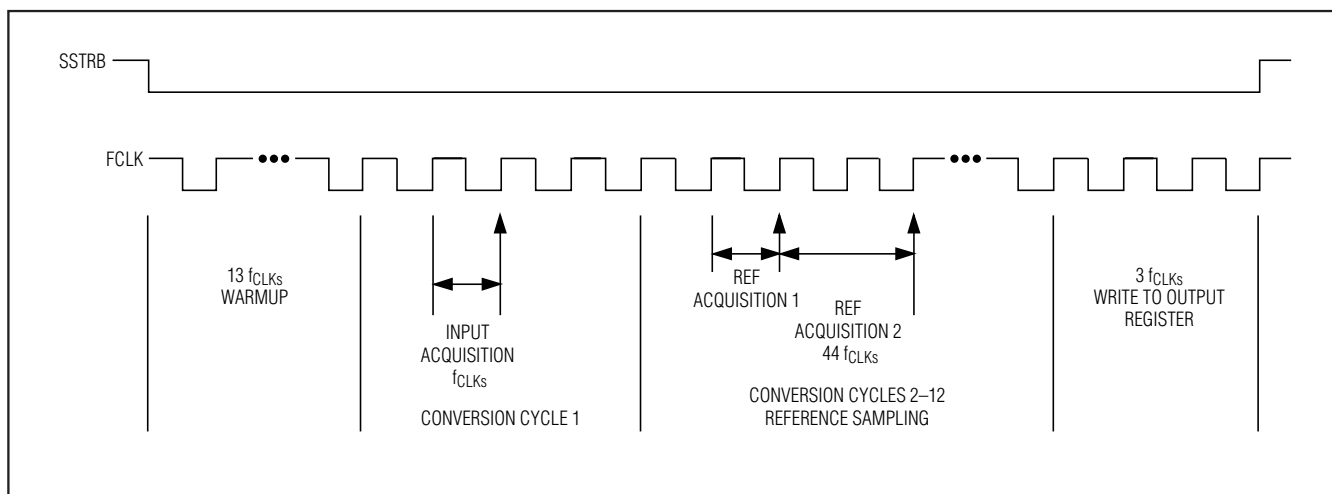 SSTRB
FCLK
13 fCLKs
WARMUP
INPUT
ACQUISITION
fCLKs
CONVERSION CYCLE 1
REF
ACQUISITION 1
REF
ACQUISITION 2
44 fCLKs
CONVERSION CYCLES 2–12
REFERENCE SAMPLING
3 fCLKs
WRITE TO OUTPUT
REGISTER